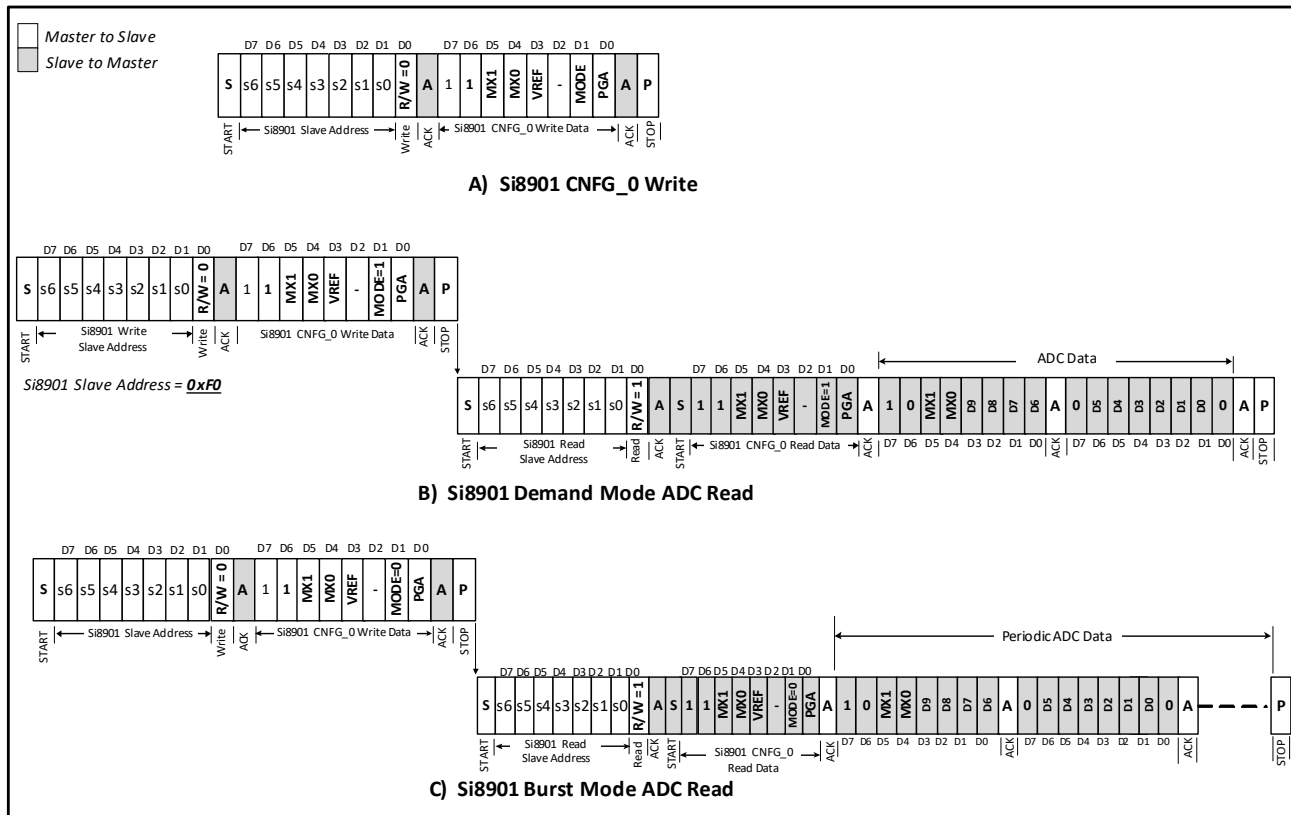 Master to Slave
Slave to Master
D7 D6 D5 D4 D3 D2 D1 D0 D7 D6 D5 D4 D3 D2 D1 D0
S s6 s5 s4 s3 s2 s1 s0 R/W = 0 A 1 1 MX1 MX0 VREF - MODE PGA A P
START Si8901 Slave Address Write ACK Si8901 CNFG_0 Write Data ACK STOP
A) Si8901 CNFG_0 Write
D7 D6 D5 D4 D3 D2 D1 D0 D7 D6 D5 D4 D3 D2 D1 D0
S s6 s5 s4 s3 s2 s1 s0 R/W = 0 A 1 1 MX1 MX0 VREF - MODE=1 PGA A P
START Si8901 Write Slave Address Write ACK Si8901 CNFG_0 Write Data ACK STOP
Si8901 Slave Address = 0xF0
ADC Data
D7 D6 D5 D4 D3 D2 D1 D0 D7 D6 D5 D4 D3 D2 D1 D0
S s6 s5 s4 s3 s2 s1 s0 R/W = 1 A S 1 1 MX1 MX0 VREF - MODE=1 PGA A 1 0 MX1 MX0 D9 D8 D7 D6 A 0 D5 D4 D3 D2 D1 D0 0 A P
D7 D6 D5 D4 D3 D2 D1 D0 D7 D6 D5 D4 D3 D2 D1 D0
START Si8901 Read Slave Address Read ACK START Si8901 CNFG_0 Read Data ACK ACK ACK STOP
B) Si8901 Demand Mode ADC Read
D7 D6 D5 D4 D3 D2 D1 D0 D7 D6 D5 D4 D3 D2 D1 D0
S s6 s5 s4 s3 s2 s1 s0 R/W = 0 A 1 1 MX1 MX0 VREF - MODE=0 PGA A P
START Si8901 Slave Address Write ACK Si8901 CNFG_0 Write Data ACK STOP
Periodic ADC Data
D7 D6 D5 D4 D3 D2 D1 D0 D7 D6 D5 D4 D3 D2 D1 D0
S s6 s5 s4 s3 s2 s1 s0 R/W = 1 A S 1 1 MX1 MX0 VREF - MODE=0 PGA A 1 0 MX1 MX0 D9 D8 D7 D6 A 0 D5 D4 D3 D2 D1 D0 0 A P
D7 D6 D5 D4 D3 D2 D1 D0 D7 D6 D5 D4 D3 D2 D1 D0
START Si8901 Read Slave Address Read ACK START Si8901 CNFG_0 Read Data ACK ACK ACK STOP
C) Si8901 Burst Mode ADC Read